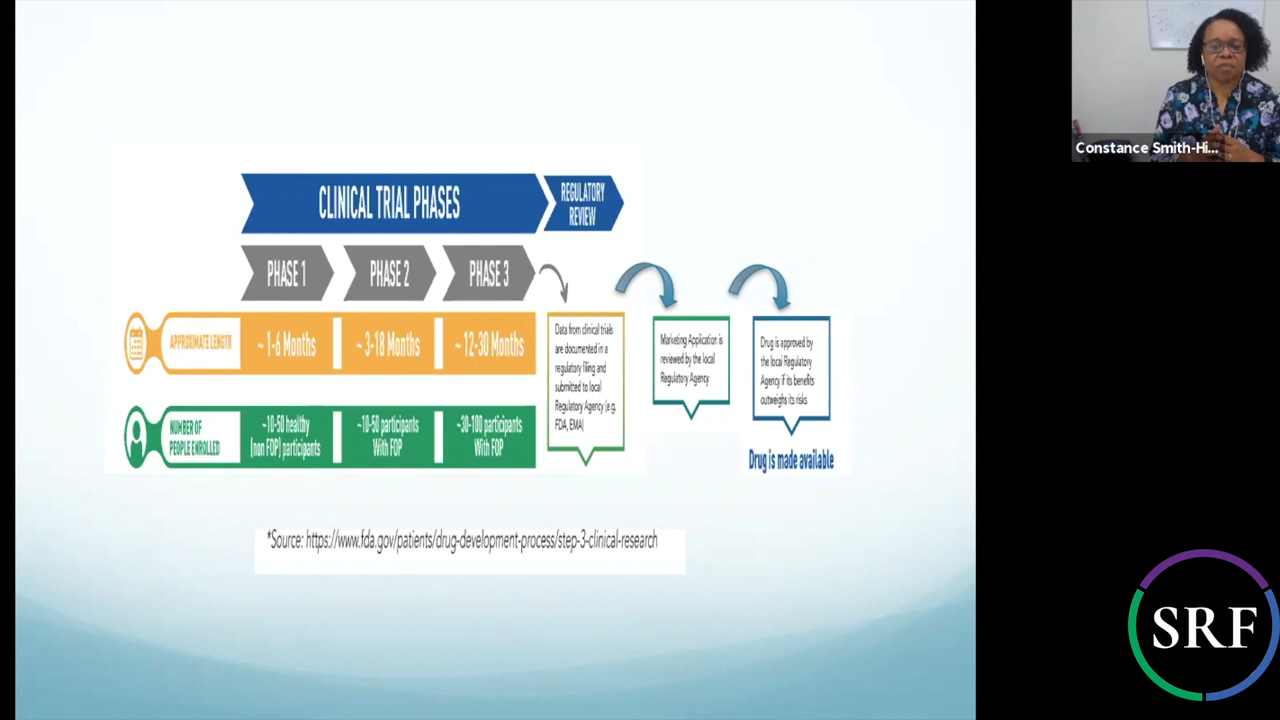 Constance Smith-Hi...
CLINICAL TRIAL PHASES
REGULATORY
REVIEW
PHASE 1
PHASE 2
PHASE 3
APPROXIMATE LENGTH
~ 1-6 Months
~ 3-18 Months
~ 12-30 Months
NUMBER OF
PEOPLE ENROLLED
~10-50 healthy
(non FOP) participants
~10-50 participants
With FOP
~30-100 participants
With FOP
Data from clinical trials
are documented in a
regulatory filing and
submitted to local
Regulatory Agency (e.g.
FDA, EMA)
Marketing Application is
reviewed by the local
Regulatory Agency
Drug is approved by
the local Regulatory
Agency if its benefits
outweighs its risks
Drug is made available
*Source: https://www.fda.gov/patients/drug-development-process/step-3-clinical-research
SRF